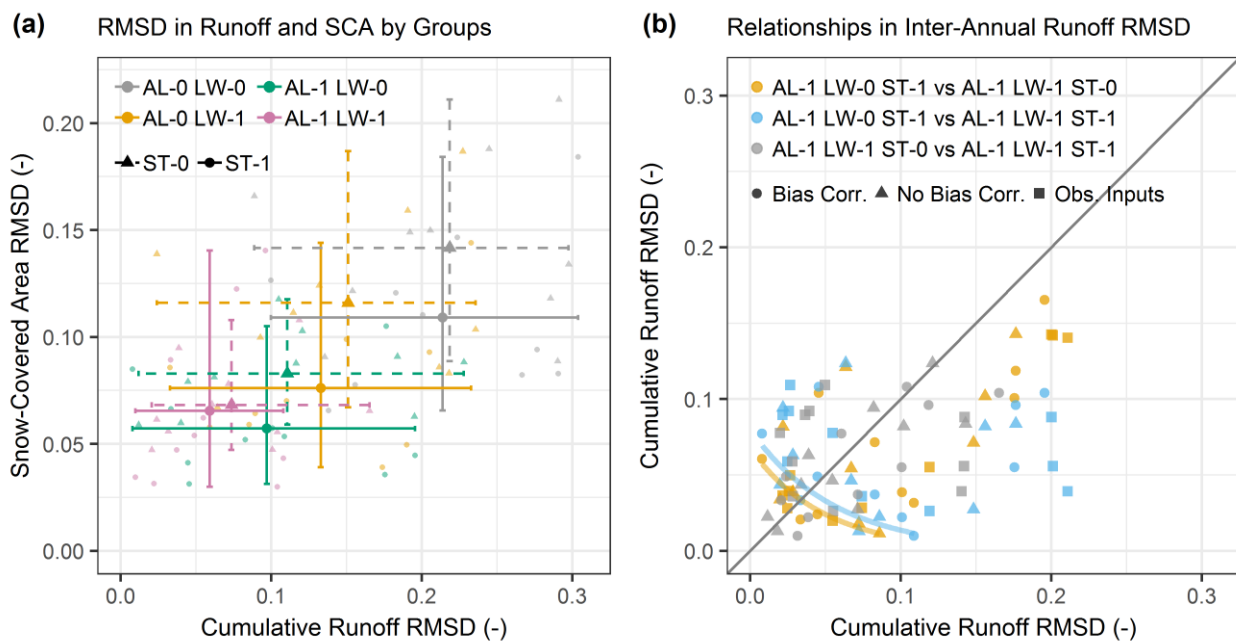 (a) RMSD in Runoff and SCA by Groups
AL-0 LW-0 AL-1 LW-0
AL-0 LW-1 AL-1 LW-1
ST-0 ST-1
Snow-Covered Area RMSD (-)
0.20
0.15
0.10
0.05
0.00
0.0 0.1 0.2 0.3
Cumulative Runoff RMSD (-)
(b) Relationships in Inter-Annual Runoff RMSD
AL-1 LW-0 ST-1 vs AL-1 LW-1 ST-0
AL-1 LW-0 ST-1 vs AL-1 LW-1 ST-1
AL-1 LW-1 ST-0 vs AL-1 LW-1 ST-1
Bias Corr. No Bias Corr. Obs. Inputs
Cumulative Runoff RMSD (-)
0.3
0.2
0.1
0.0
0.0 0.1 0.2 0.3
Cumulative Runoff RMSD (-)